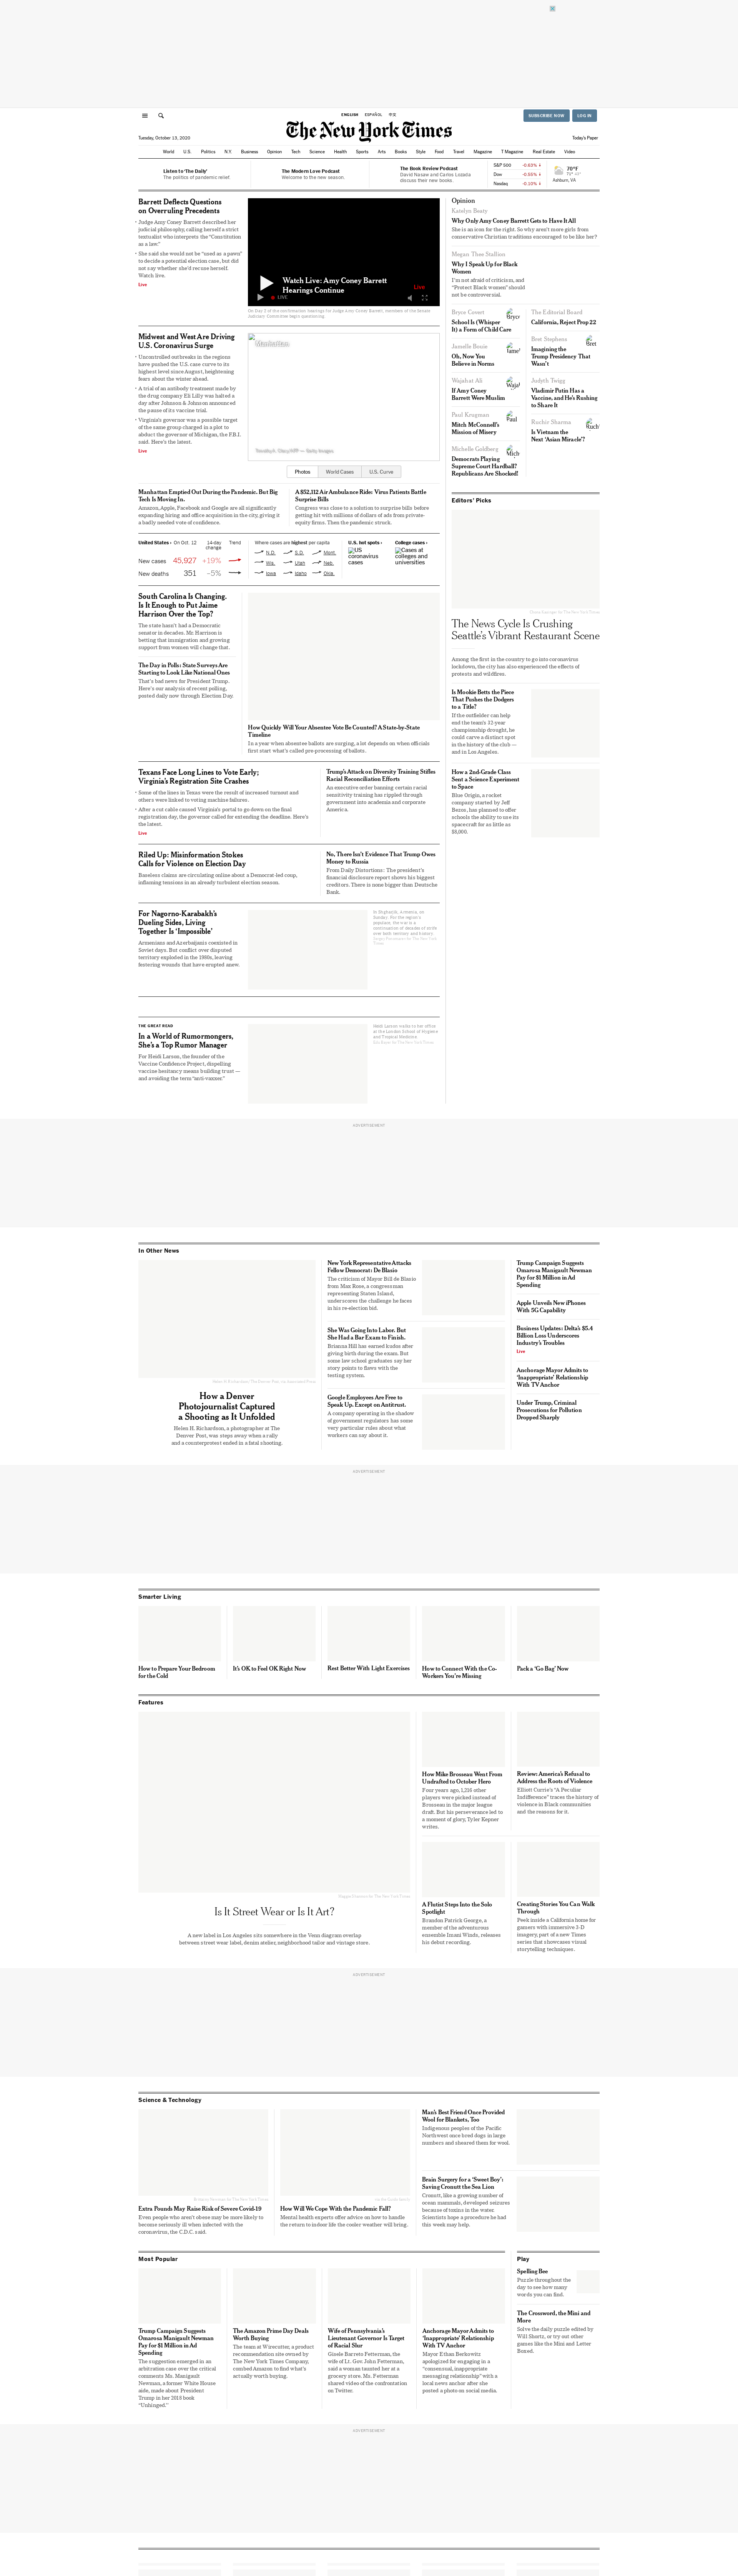 ENGLISH ESPAÑOL 中文
SUBSCRIBE NOW LOG IN
The New York Times
Tuesday, October 13, 2020
Today's Paper
World U.S. Politics N.Y. Business Opinion Tech Science Health Sports Arts Books Style Food Travel Magazine T Magazine Real Estate Video
Listen to 'The Daily'
The politics of pandemic relief.
The Modern Love Podcast
Welcome to the new season.
The Book Review Podcast
David Nasaw and Carlos Lozada
discuss their new books.
S&P 500 -0.63% ↓
Dow -0.55% ↓
Nasdaq -0.10% ↓
70°F
Ashburn, VA
Barrett Deflects Questions
on Overruling Precedents
• Judge Amy Coney Barrett described her
judicial philosophy, calling herself a strict
textualist who interprets the "Constitution
as a law."
• She said she would not be "used as a pawn"
to decide a potential election case, but did
not say whether she'd recuse herself.
Watch live.
Live
Watch Live: Amy Coney Barrett
Hearings Continue
Live
LIVE
On Day 2 of the confirmation hearings for Judge Amy Coney Barrett, members of the Senate
Judiciary Committee begin questioning.
Midwest and West Are Driving
U.S. Coronavirus Surge
• Uncontrolled outbreaks in the regions
have pushed the U.S. case curve to its
highest level since August, heightening
fears about the winter ahead.
• A trial of an antibody treatment made by
the drug company Eli Lilly was halted a
day after Johnson & Johnson announced
the pause of its vaccine trial.
• Virginia's governor was a possible target
of the same group charged in a plot to
abduct the governor of Michigan, the F.B.I.
said. Here's the latest.
Live
Manhattan.
Timothy A. Clary/AFP — Getty Images
Photos World Cases U.S. Curve
Manhattan Emptied Out During the Pandemic. But Big
Tech Is Moving In.
Amazon, Apple, Facebook and Google are all significantly
expanding hiring and office acquisitions in the city, giving it
a badly needed vote of confidence.
A $52,112 Air Ambulance Ride: Virus Patients Battle
Surprise Bills
Congress was close to a solution to surprise bills before
getting hit with millions of dollars of ads from private-
equity firms. Then the pandemic struck.
United States › On Oct. 12 14-day
change Trend
New cases 45,927 +19%
New deaths 351 –5%
Where cases are highest per capita
N.D. S.D. Mont.
Wis. Utah Neb.
Iowa Idaho Okla.
U.S. hot spots ›
US
coronavirus
cases
College cases ›
Cases at
colleges and
universities
South Carolina Is Changing.
Is It Enough to Put Jaime
Harrison Over the Top?
The state hasn't had a Democratic
senator in decades. Mr. Harrison is
betting that immigration and growing
support from women will change that.
The Day in Polls: State Surveys Are
Starting to Look Like National Ones
That's bad news for President Trump.
Here's our analysis of recent polling,
posted daily now through Election Day.
How Quickly Will Your Absentee Vote Be Counted? A State-by-State
Timeline
In a year when absentee ballots are surging, a lot depends on when officials
first start what's called pre-processing of ballots.
Texans Face Long Lines to Vote Early;
Virginia's Registration Site Crashes
• Some of the lines in Texas were the result of increased turnout and
others were linked to voting machine failures.
• After a cut cable caused Virginia's portal to go down on the final
registration day, the governor called for extending the deadline. Here's
the latest.
Live
Trump's Attack on Diversity Training Stifles
Racial Reconciliation Efforts
An executive order banning certain racial
sensitivity training has rippled through
government into academia and corporate
America.
Riled Up: Misinformation Stokes
Calls for Violence on Election Day
Baseless claims are circulating online about a Democrat-led coup,
inflaming tensions in an already turbulent election season.
No, There Isn't Evidence That Trump Owes
Money to Russia
From Daily Distortions: The president's
financial disclosure report shows his biggest
creditors. There is none bigger than Deutsche
Bank.
For Nagorno-Karabakh's
Dueling Sides, Living
Together Is 'Impossible'
Armenians and Azerbaijanis coexisted in
Soviet days. But conflict over disputed
territory exploded in the 1990s, leaving
festering wounds that have erupted anew.
THE GREAT READ
In a World of Rumormongers,
She's a Top Rumor Manager
For Heidi Larson, the founder of the
Vaccine Confidence Project, dispelling
vaccine hesitancy means building trust —
and avoiding the term "anti-vaxxer."
Heidi Larson walks to her office
at the London School of Hygiene
and Tropical Medicine.
Opinion
Katelyn Beaty
Why Only Amy Coney Barrett Gets to Have It All
She is an icon for the right. So why aren't more girls from
conservative Christian traditions encouraged to be like her?
Megan Thee Stallion
Why I Speak Up for Black
Women
I'm not afraid of criticism, and
"Protect Black women" should
not be controversial.
Bryce Covert
School Is (Whisper
It) a Form of Child Care
Jamelle Bouie
Oh, Now You
Believe in Norms
Wajahat Ali
If Amy Coney
Barrett Were Muslim
Paul Krugman
Mitch McConnell's
Mission of Misery
Michelle Goldberg
Democrats Playing
Supreme Court Hardball?
Republicans Are Shocked!
The Editorial Board
California, Reject Prop 22
Bret Stephens
Imagining the
Trump Presidency That
Wasn't
Judyth Twigg
Vladimir Putin Has a
Vaccine, and He's Rushing
to Share It
Ruchir Sharma
Is Vietnam the
Next 'Asian Miracle'?
Editors' Picks
The News Cycle Is Crushing
Seattle's Vibrant Restaurant Scene
Among the first in the country to go into coronavirus
lockdown, the city has also experienced the effects of
protests and wildfires.
Is Mookie Betts the Piece
That Pushes the Dodgers
to a Title?
If the outfielder can help
end the team's 32-year
championship drought, he
could carve a distinct spot
in the history of the club —
and in Los Angeles.
How a 2nd-Grade Class
Sent a Science Experiment
to Space
Blue Origin, a rocket
company started by Jeff
Bezos, has planned to offer
schools the ability to use its
spacecraft for as little as
$8,000.
ADVERTISEMENT
In Other News
How a Denver
Photojournalist Captured
a Shooting as It Unfolded
Helen H. Richardson, a photographer at The
Denver Post, was steps away when a rally
and a counterprotest ended in a fatal shooting.
New York Representative Attacks
Fellow Democrat: De Blasio
The criticism of Mayor Bill de Blasio
from Max Rose, a congressman
representing Staten Island,
underscores the challenge he faces
in his re-election bid.
She Was Going Into Labor. But
She Had a Bar Exam to Finish.
Brianna Hill has earned kudos after
giving birth during the exam. But
some law school graduates say her
story points to flaws with the
testing system.
Google Employees Are Free to
Speak Up. Except on Antitrust.
A company operating in the shadow
of government regulators has some
very particular rules about what
workers can say about it.
Trump Campaign Suggests
Omarosa Manigault Newman
Pay for $1 Million in Ad
Spending
Apple Unveils New iPhones
With 5G Capability
Business Updates: Delta's $5.4
Billion Loss Underscores
Industry's Troubles
Live
Anchorage Mayor Admits to
'Inappropriate' Relationship
With TV Anchor
Under Trump, Criminal
Prosecutions for Pollution
Dropped Sharply
ADVERTISEMENT
Smarter Living
How to Prepare Your Bedroom
for the Cold
It's OK to Feel OK Right Now
Rest Better With Light Exercises
How to Connect With the Co-
Workers You're Missing
Pack a 'Go Bag' Now
Features
Is It Street Wear or Is It Art?
A new label in Los Angeles sits somewhere in the Venn diagram overlap
between street wear label, denim atelier, neighborhood tailor and vintage store.
How Mike Brosseau Went From
Undrafted to October Hero
Four years ago, 1,216 other
players were picked instead of
Brosseau in the major league
draft. But his perseverance led to
a moment of glory, Tyler Kepner
writes.
Review: America's Refusal to
Address the Roots of Violence
Elliott Currie's "A Peculiar
Indifference" traces the history of
violence in Black communities
and the reasons for it.
A Flutist Steps Into the Solo
Spotlight
Brandon Patrick George, a
member of the adventurous
ensemble Imani Winds, releases
his debut recording.
Creating Stories You Can Walk
Through
Peek inside a California home for
gamers with immersive 3-D
imagery, part of a new Times
series that showcases visual
storytelling techniques.
ADVERTISEMENT
Science & Technology
Extra Pounds May Raise Risk of Severe Covid-19
Even people who aren't obese may be more likely to
become seriously ill when infected with the
coronavirus, the C.D.C. said.
How Will We Cope With the Pandemic Fall?
Mental health experts offer advice on how to handle
the return to indoor life the cooler weather will bring.
Man's Best Friend Once Provided
Wool for Blankets, Too
Indigenous peoples of the Pacific
Northwest once bred dogs in large
numbers and sheared them for wool.
Brain Surgery for a 'Sweet Boy':
Saving Cronutt the Sea Lion
Cronutt, like a growing number of
ocean mammals, developed seizures
because of toxins in the water.
Scientists hope a procedure he had
this week may help.
Most Popular
Trump Campaign Suggests
Omarosa Manigault Newman
Pay for $1 Million in Ad
Spending
The suggestion emerged in an
arbitration case over the critical
comments Ms. Manigault
Newman, a former White House
aide, made about President
Trump in her 2018 book
"Unhinged."
The Amazon Prime Day Deals
Worth Buying
The team at Wirecutter, a product
recommendation site owned by
The New York Times Company,
combed Amazon to find what's
actually worth buying.
Wife of Pennsylvania's
Lieutenant Governor Is Target
of Racial Slur
Gisele Barreto Fetterman, the
wife of Lt. Gov. John Fetterman,
said a woman taunted her at a
grocery store. Ms. Fetterman
shared video of the confrontation
on Twitter.
Anchorage Mayor Admits to
'Inappropriate' Relationship
With TV Anchor
Mayor Ethan Berkowitz
apologized for engaging in a
"consensual, inappropriate
messaging relationship" with a
local news anchor after she
posted a photo on social media.
Play
Spelling Bee
Puzzle throughout the
day to see how many
words you can find.
The Crossword, the Mini and
More
Solve the daily puzzle edited by
Will Shortz, or try out other
games like the Mini and Letter
Boxed.
ADVERTISEMENT